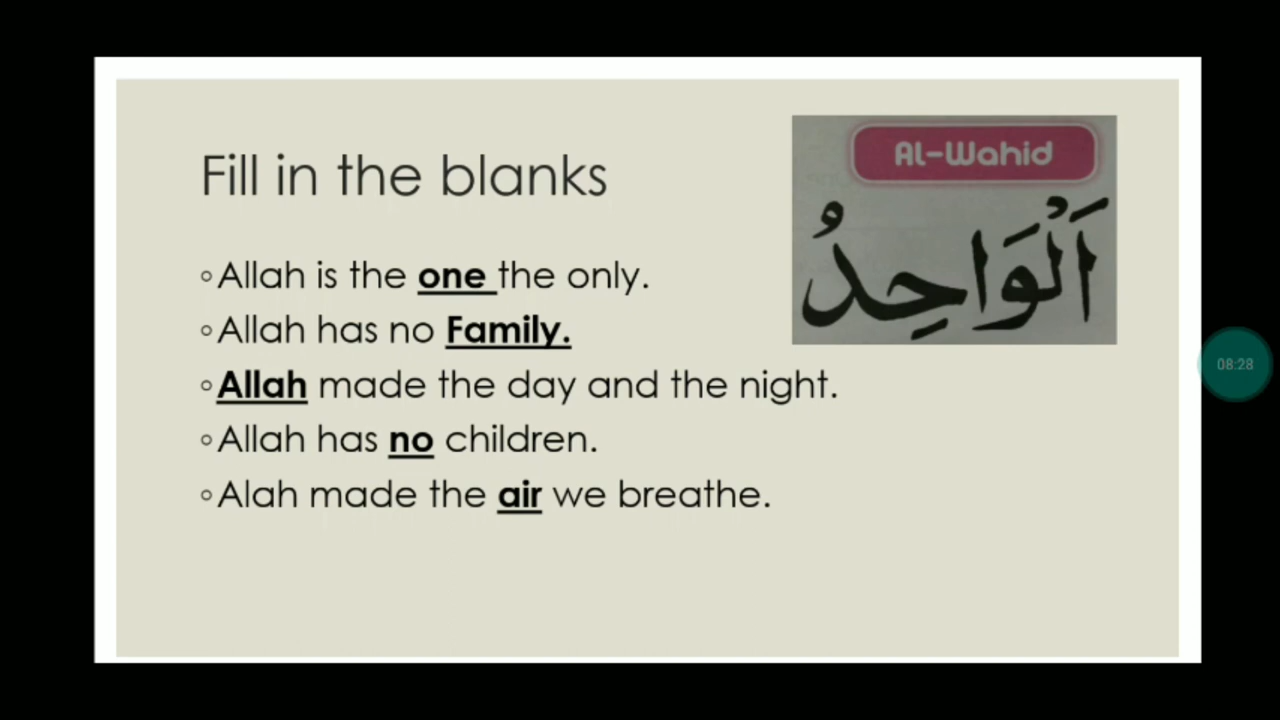 Fill in the blanks
Al-Wahid
اَلْوَاحِدُ
◦Allah is the one the only.
◦Allah has no Family.
◦Allah made the day and the night.
◦Allah has no children.
◦Alah made the air we breathe.
08:28